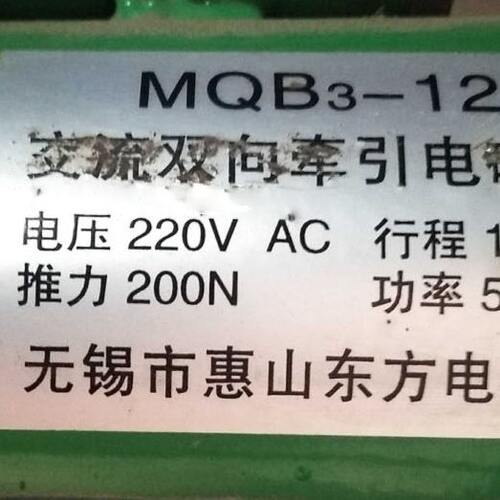 MQB3-12
交流双向牵引电
电压 220V AC 行程 1
推力 200N 功率 5
无锡市惠山东方电